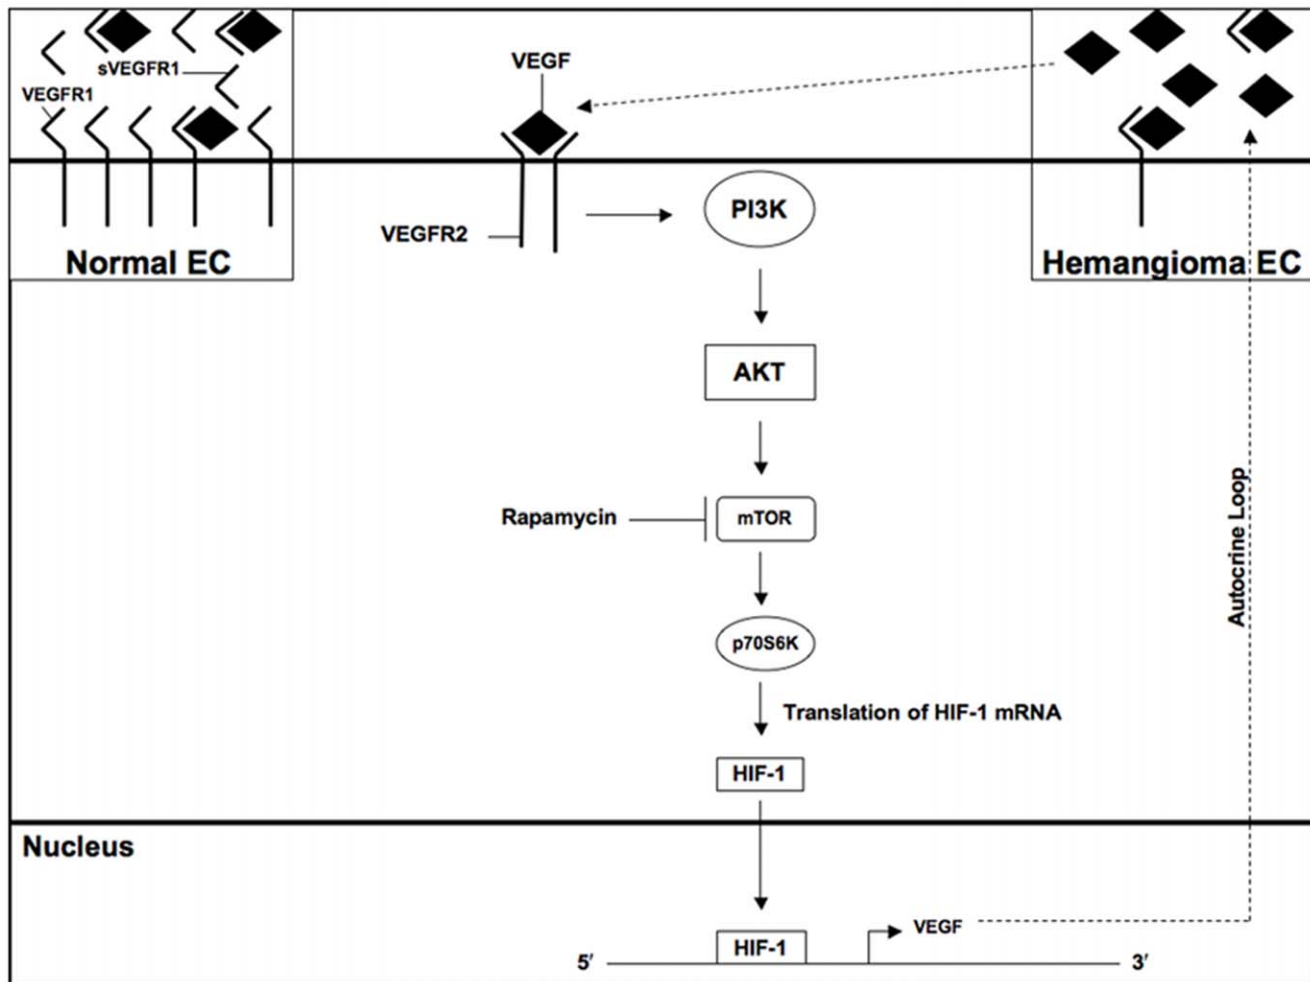 sVEGFR1
VEGFR1
VEGF
VEGFR2
PI3K
Normal EC
Hemangioma EC
AKT
Rapamycin
mTOR
Autocrine Loop
p70S6K
Translation of HIF-1 mRNA
HIF-1
Nucleus
HIF-1
VEGF
5′
3′